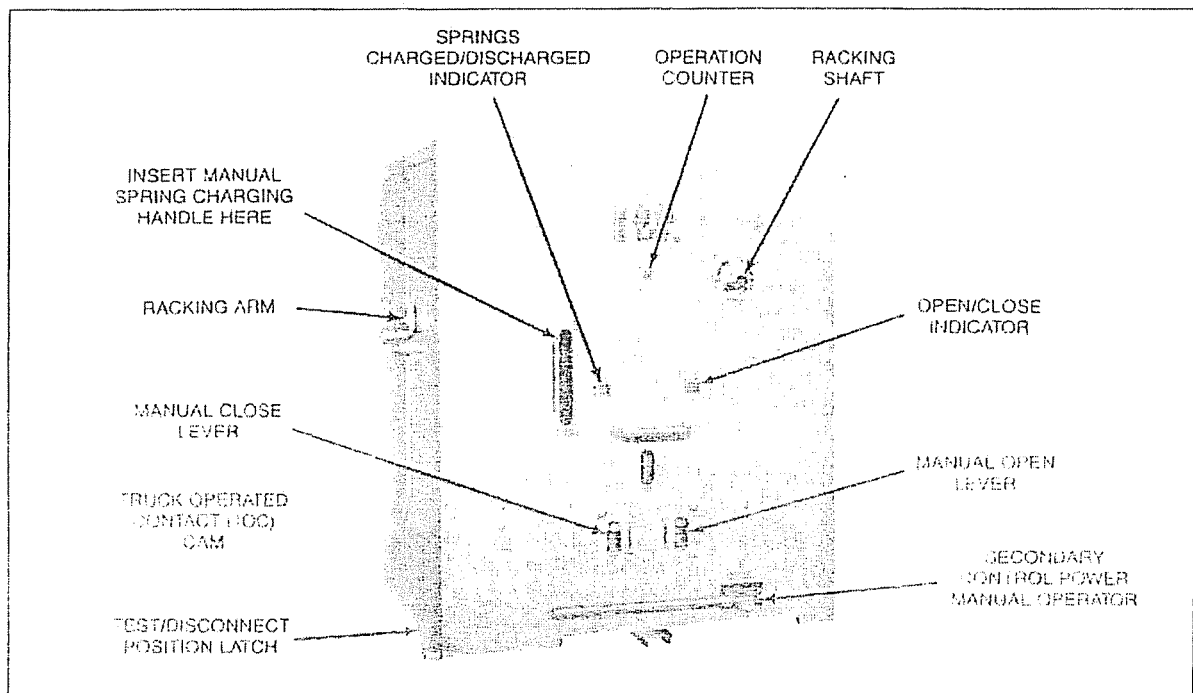 SPRINGS
CHARGED/DISCHARGED
INDICATOR
OPERATION
COUNTER
RACKING
SHAFT
INSERT MANUAL
SPRING CHARGING
HANDLE HERE
RACKING ARM
OPEN/CLOSE
INDICATOR
MANUAL CLOSE
LEVER
MANUAL OPEN
LEVER
TRUCK OPERATED
CONTACT (TOC)
CAM
SECONDARY
CONTROL POWER
MANUAL OPERATOR
TEST/DISCONNECT
POSITION LATCH